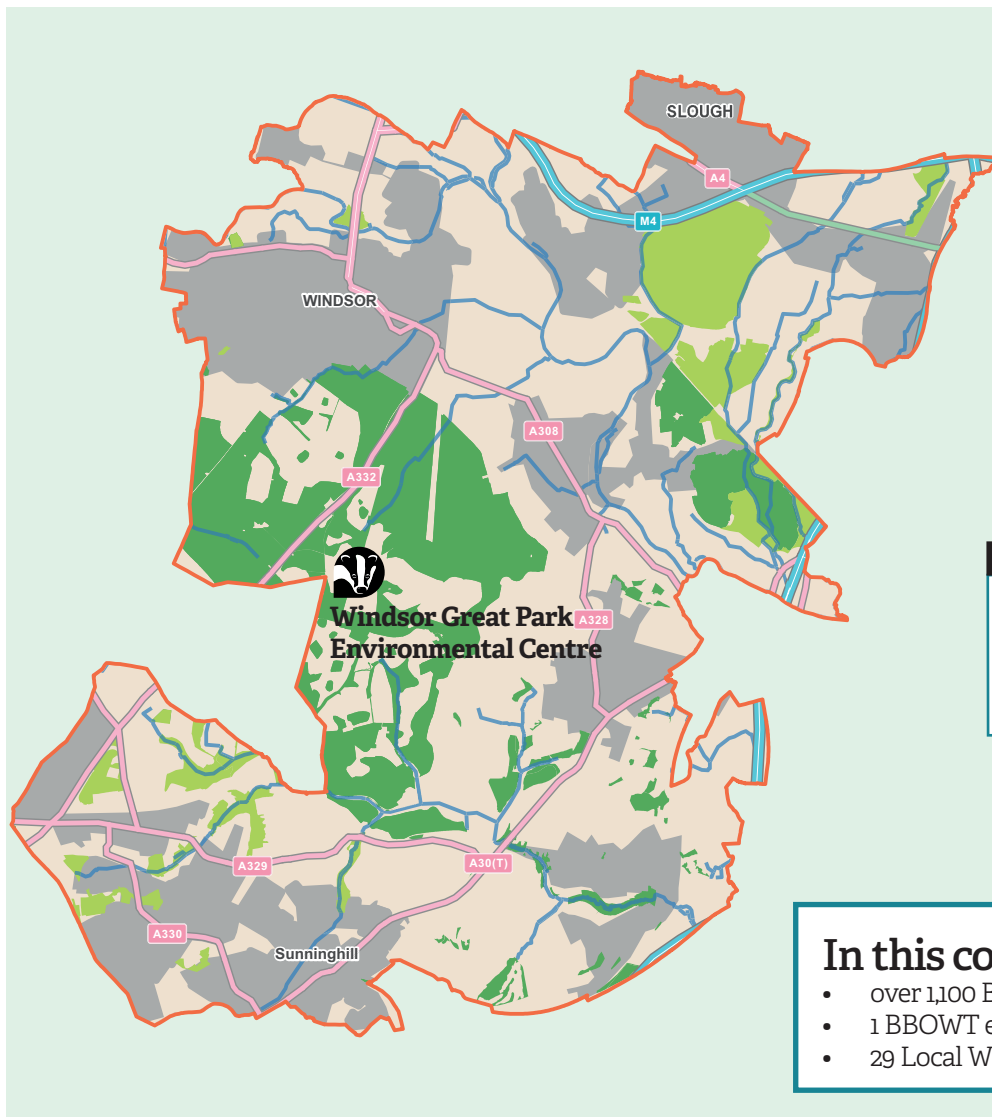 SLOUGH
A4
M4
WINDSOR
A308
A332
Windsor Great Park
Environmental Centre
A328
A329
A30(T)
A330
Sunninghill
In this co
• over 1,100 B
• 1 BBOWT e
• 29 Local W